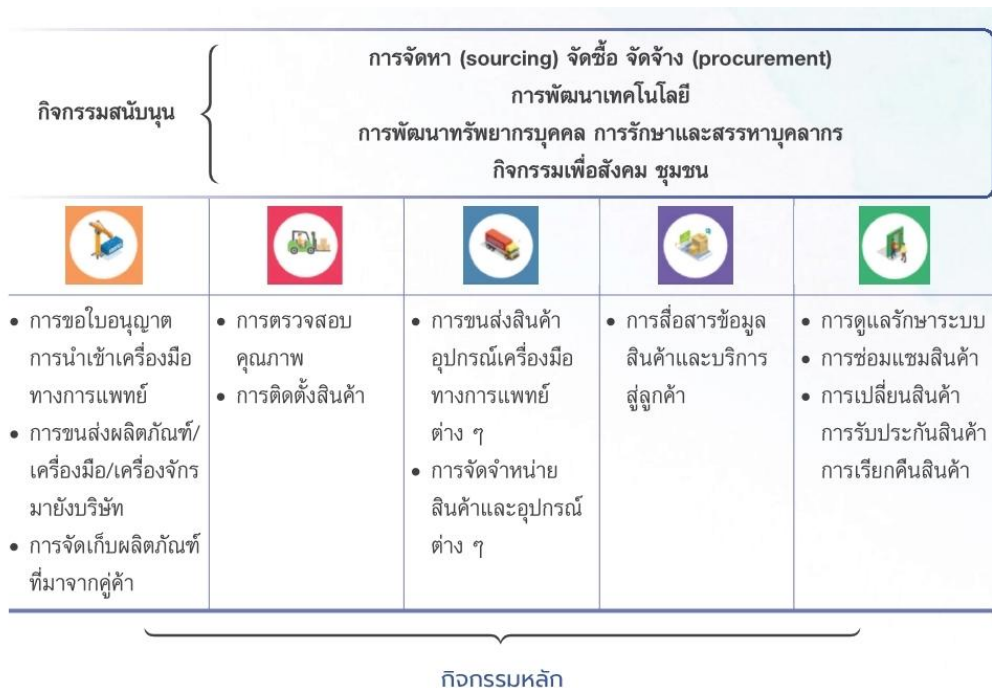 การจัดหา (sourcing) จัดซื้อ จัดจ้าง (procurement)
การพัฒนาเทคโนโลยี
กิจกรรมสนับนุน
การพัฒนาทรัพยากรบุคคล การรักษาและสรรหาบุคลากร
กิจกรรมเพื่อสังคม ชุมชน
• การขอใบอนุญาต
การนำเข้าเครื่องมือ
ทางการแพทย์
• การขนส่งผลิตภัณฑ์/
เครื่องมือ/เครื่องจักร
มายังบริษัท
• การจัดเก็บผลิตภัณฑ์
ที่มาจากคู่ค้า
• การตรวจสอบ
คุณภาพ
• การติดตั้งสินค้า
• การขนส่งสินค้า
อุปกรณ์เครื่องมือ
ทางการแพทย์
ต่าง ๆ
• การจัดจำหน่าย
สินค้าและอุปกรณ์
ต่าง ๆ
• การสื่อสารข้อมูล
สินค้าและบริการ
สู่ลูกค้า
• การดูแลรักษาระบบ
• การซ่อมแซมสินค้า
• การเปลี่ยนสินค้า
การรับประกันสินค้า
การเรียกคืนสินค้า
กิจกรรมหลัก